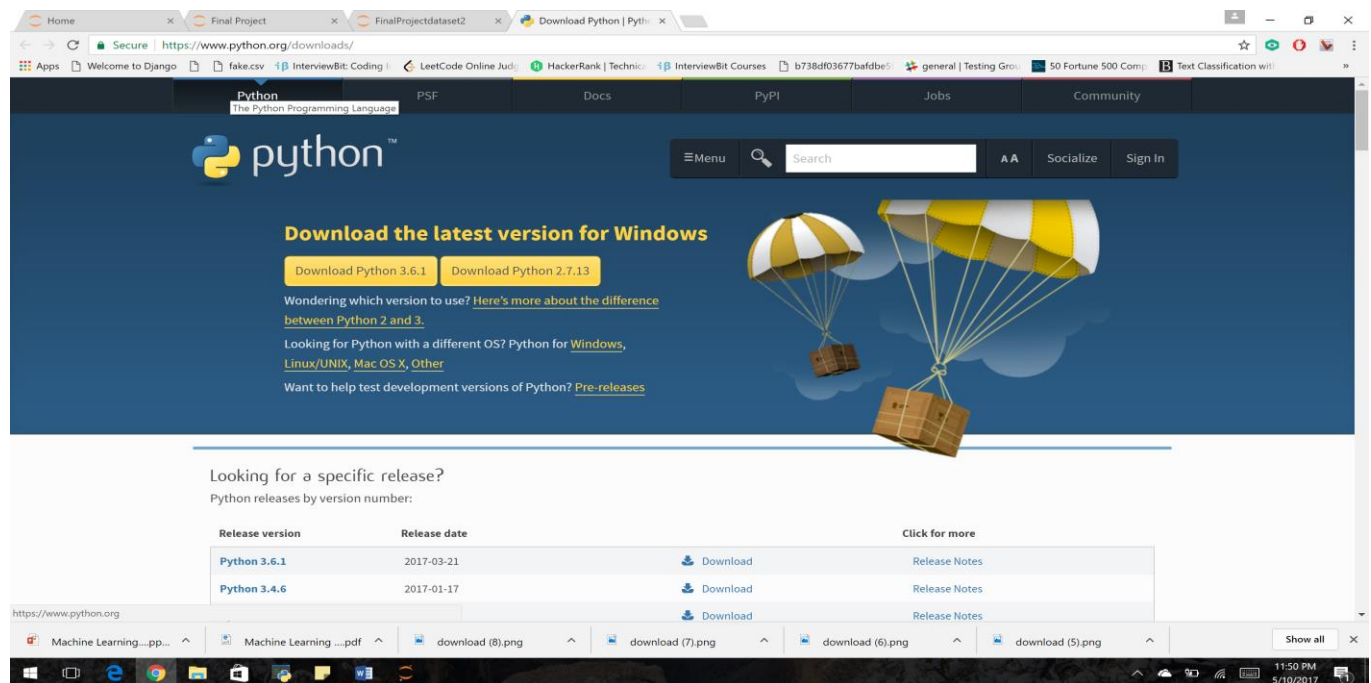 Home
Final Project
FinalProjectdataset2
Download Python | Pyth
Secure
https://www.python.org/downloads/
Apps
Welcome to Django
fake.csv
InterviewBit: Coding
LeetCode Online Judg
HackerRank | Technica
InterviewBit Courses
general | Testing Grou
50 Fortune 500 Comp
Text Classification wit
Python
PSF
Docs
PyPI
Jobs
Community
The Python Programming Language
python™
≡Menu
Search
A A
Socialize
Sign In
Download the latest version for Windows
Download Python 3.6.1
Download Python 2.7.13
Wondering which version to use? Here's more about the difference
between Python 2 and 3.
Looking for Python with a different OS? Python for Windows,
Linux/UNIX, Mac OS X, Other
Want to help test development versions of Python? Pre-releases
Looking for a specific release?
Python releases by version number:
Release version
Release date
Click for more
Python 3.6.1
2017-03-21
Download
Release Notes
Python 3.4.6
2017-01-17
Download
Release Notes
Download
Release Notes
https://www.python.org
Machine Learning....pp...
Machine Learning ....pdf
download (8).png
download (7).png
download (6).png
download (5).png
Show all
11:50 PM
5/10/2017